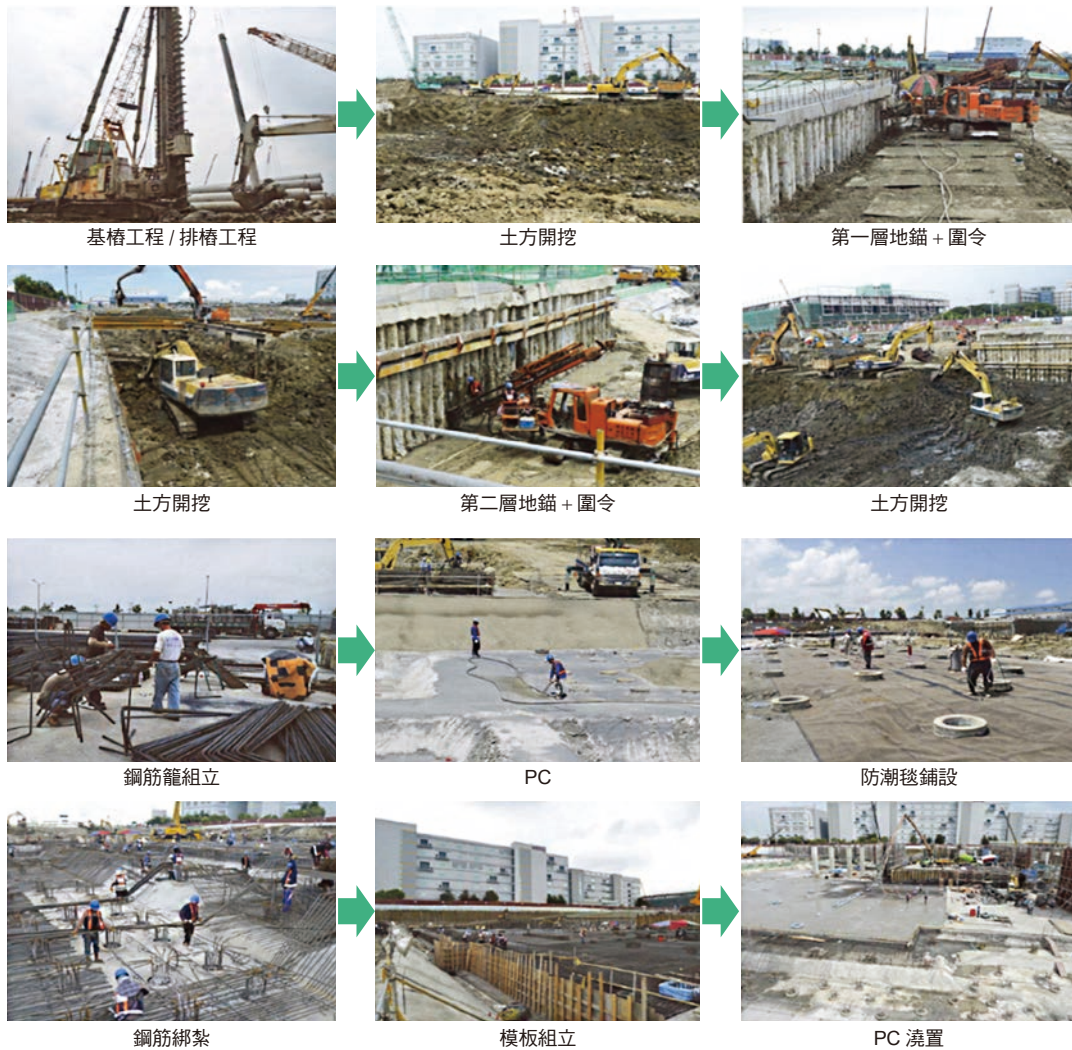 基樁工程 / 排樁工程
土方開挖
第一層地錨 + 圍令
土方開挖
第二層地錨 + 圍令
土方開挖
鋼筋籠組立
PC
防潮毯鋪設
鋼筋綁紮
模板組立
PC 澆置